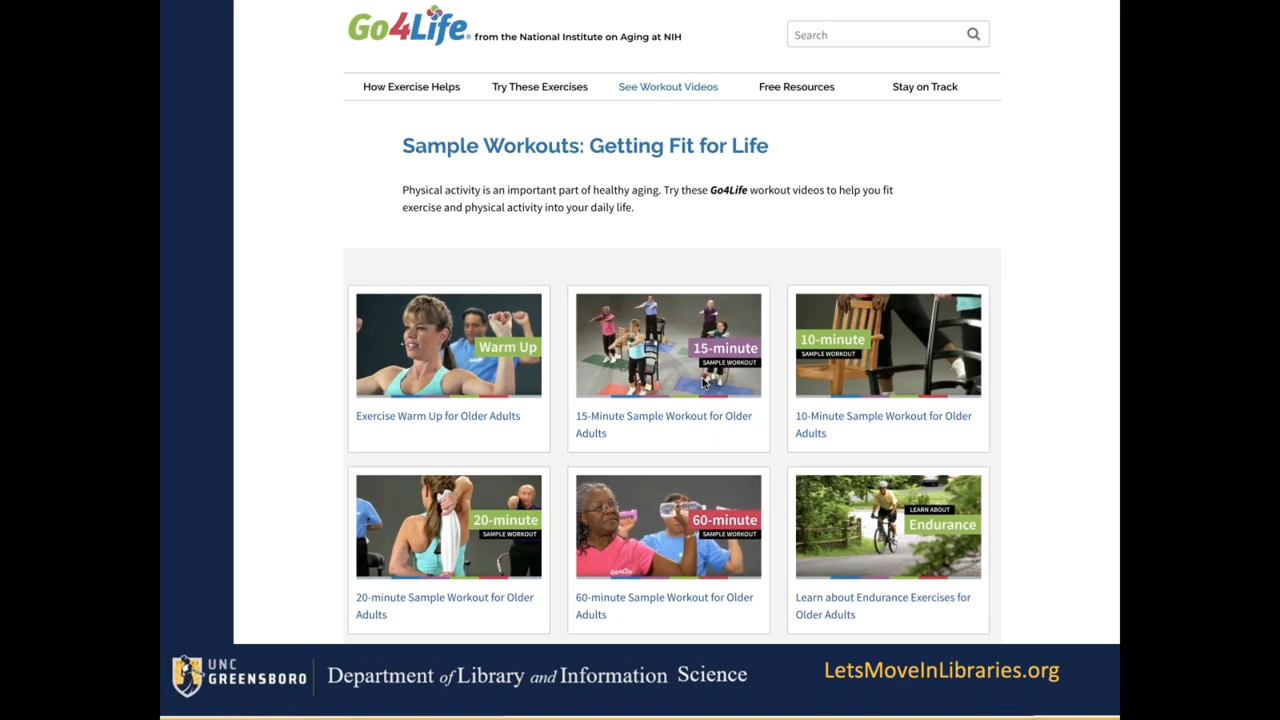 Go4Life® from the National Institute on Aging at NIH
Search
How Exercise Helps
Try These Exercises
See Workout Videos
Free Resources
Stay on Track
Sample Workouts: Getting Fit for Life
Physical activity is an important part of healthy aging. Try these Go4Life workout videos to help you fit
exercise and physical activity into your daily life.
Warm Up
Exercise Warm Up for Older Adults
15-minute
SAMPLE WORKOUT
15-Minute Sample Workout for Older
Adults
10-minute
SAMPLE WORKOUT
10-Minute Sample Workout for Older
Adults
20-minute
SAMPLE WORKOUT
20-minute Sample Workout for Older
Adults
60-minute
SAMPLE WORKOUT
Go4Life
60-minute Sample Workout for Older
Adults
LEARN ABOUT
Endurance
Learn about Endurance Exercises for
Older Adults
UNC
GREENSBORO
Department of Library and Information Science
LetsMoveInLibraries.org